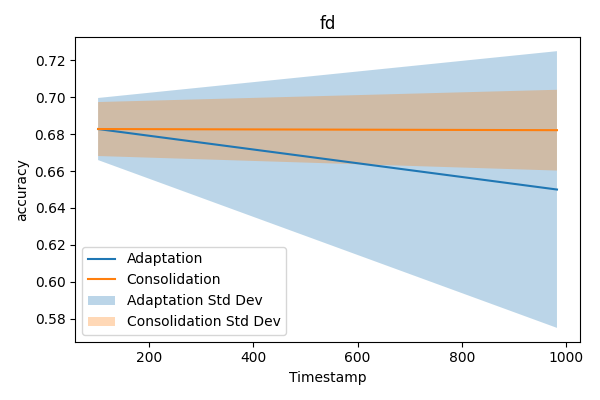 fd
accuracy
0.72
0.70
0.68
0.66
0.64
0.62
0.60
0.58
Adaptation
Consolidation
Adaptation Std Dev
Consolidation Std Dev
200
400
600
800
1000
Timestamp